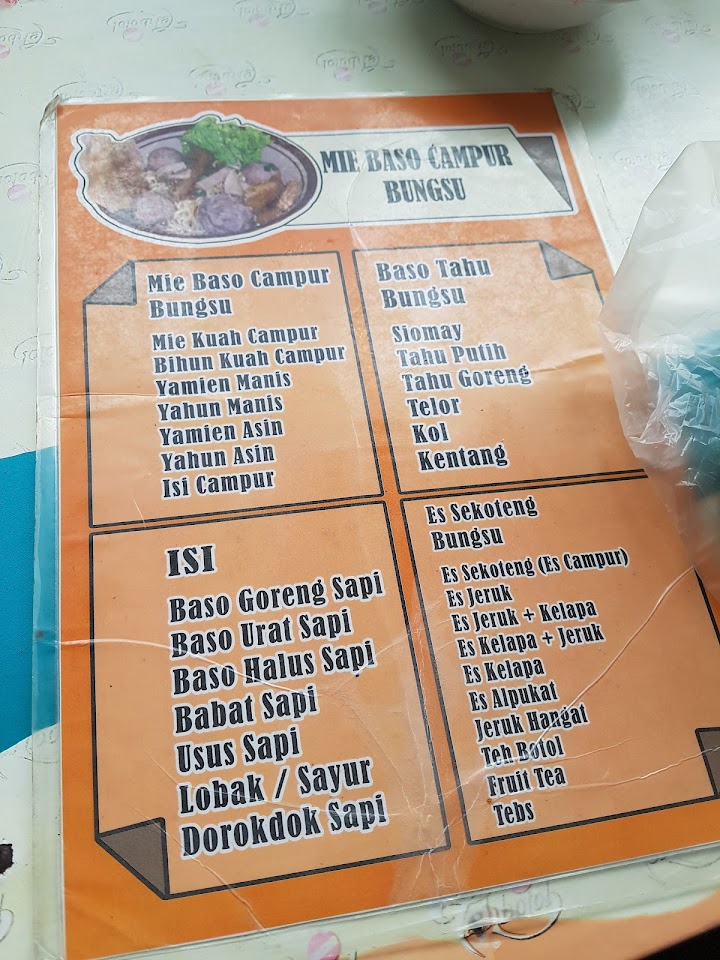 MIE BASO CAMPUR
BUNGSU
Mie Baso Campur
Bungsu
Mie Kuah Campur
Bihun Kuah Campur
Yamien Manis
Yahun Manis
Yamien Asin
Yahun Asin
Isi Campur
Baso Tahu
Bungsu
Siomay
Tahu Putih
Tahu Goreng
Telor
Kol
Kentang
ISI
Baso Goreng Sapi
Baso Urat Sapi
Baso Halus Sapi
Babat Sapi
Usus Sapi
Lobak / Sayur
Dorokdok Sapi
Es Sekoteng
Bungsu
Es Sekoteng (Es Campur)
Es Jeruk
Es Jeruk + Kelapa
Es Kelapa + Jeruk
Es Kelapa
Es Alpukat
Jeruk Hangat
Teh Botol
Fruit Tea
Tebs